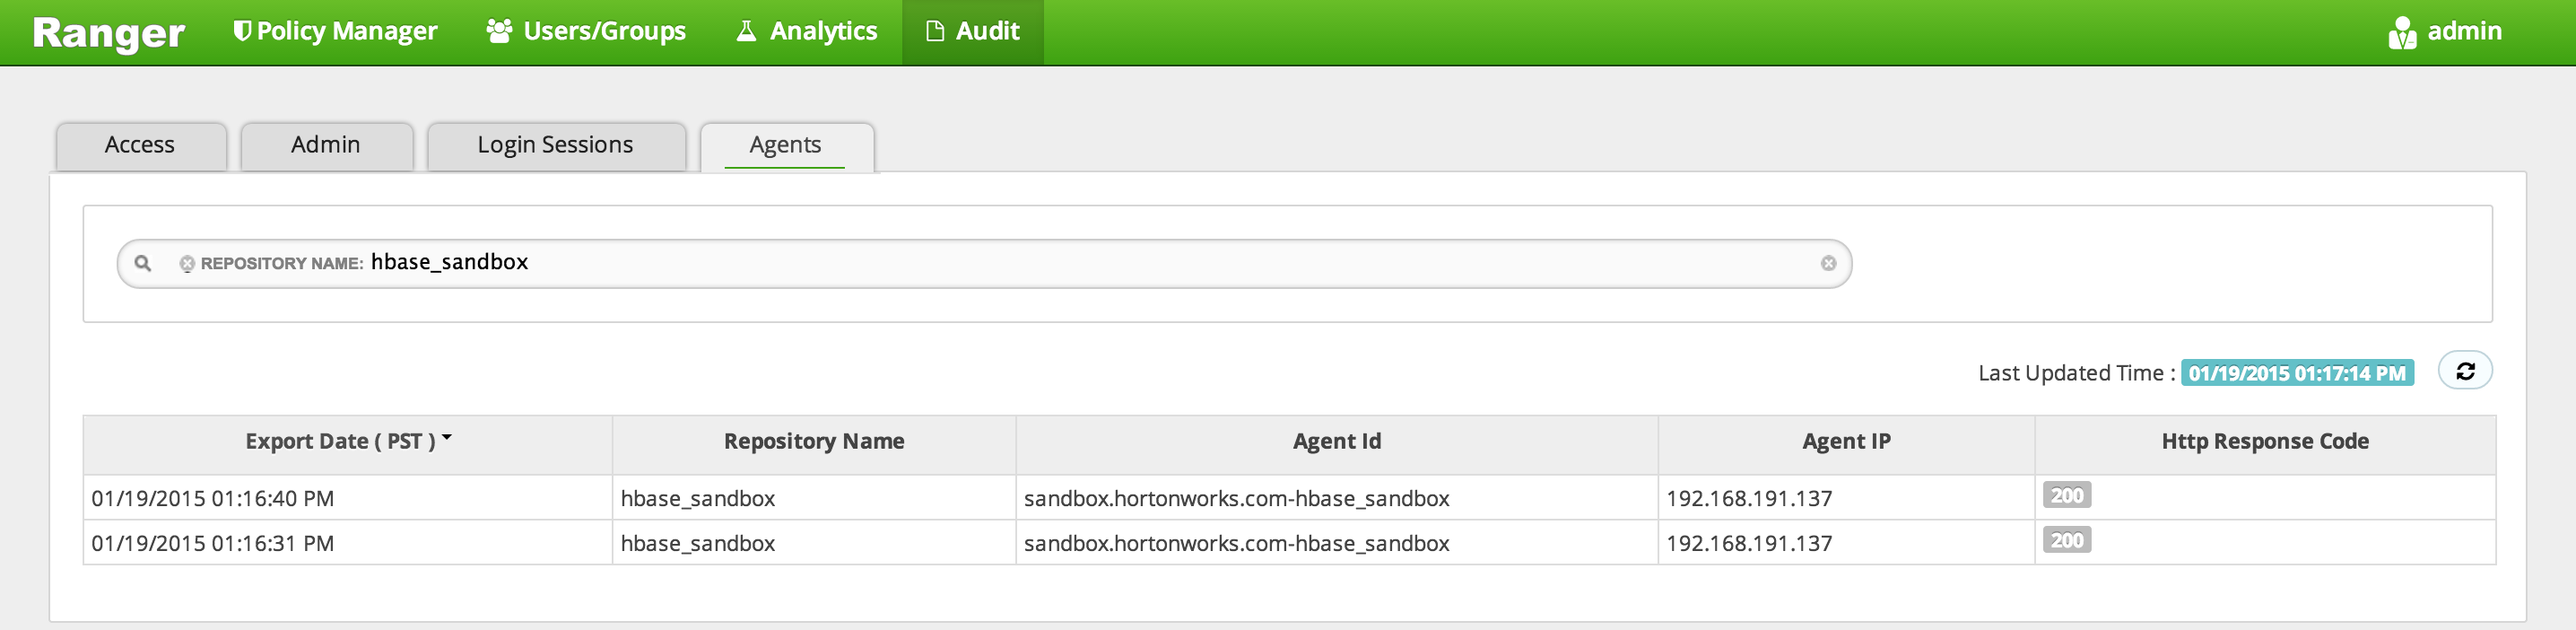 Ranger Policy Manager Users/Groups Analytics Audit admin
Access Admin Login Sessions Agents
REPOSITORY NAME: hbase_sandbox
Last Updated Time : 01/19/2015 01:17:14 PM
Export Date ( PST ) Repository Name Agent Id Agent IP Http Response Code
01/19/2015 01:16:40 PM hbase_sandbox sandbox.hortonworks.com-hbase_sandbox 192.168.191.137 200
01/19/2015 01:16:31 PM hbase_sandbox sandbox.hortonworks.com-hbase_sandbox 192.168.191.137 200